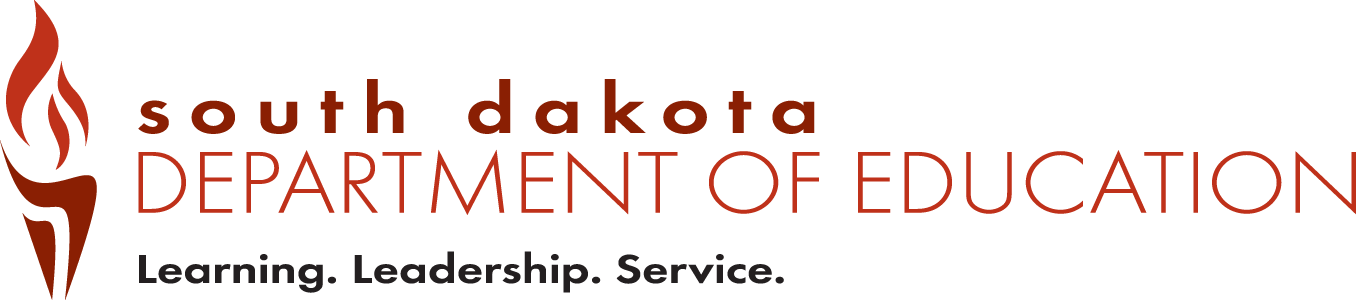 south dakota
DEPARTMENT OF EDUCATION
Learning. Leadership. Service.